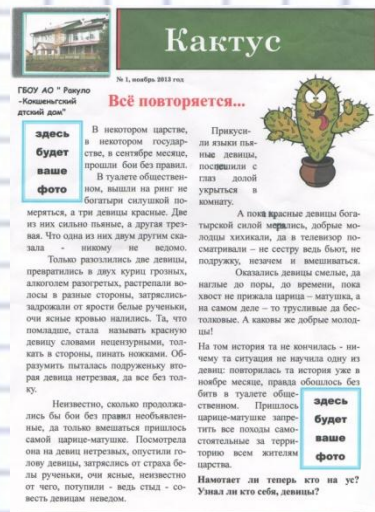 Кактус
№ 1, ноябрь 2013 год
ГБОУ АО " Ракуло
-Кокшеньгский
дтский дом"
Всё повторяется...
здесь
будет
ваше
фото
В некотором царстве,
в некотором государ-
стве, в сентябре месяце,
прошли бои без правил.
В туалете обществен-
ном, вышли на ринг не
богатыри силушкой по-
меряться, а три девицы красные. Две
из них сильно пьяные, а другая трез-
вая. Что одна из них двум другим ска-
зала - никому не ведомо.
Только разозлились две девицы,
превратились в двух куриц грозных,
алкоголем разогретых, растрепали во-
лосы в разные стороны, затряслись-
задрожали от ярости белые рученьки,
очи ясные кровью налились. Та, что
помладше, стала называть красную
девицу словами нецензурными, тол-
кать в стороны, пинать ножками. Об-
разумить пыталась подруженьку вто-
рая девица нетрезвая, да все без тол-
ку.
Неизвестно, сколько продолжа-
лись бы бои без правил необъявлен-
ные, да только вмешаться пришлось
самой царице-матушке. Посмотрела
она на девиц нетрезвых, опустили го-
лову девицы, затряслись от страха бе-
лы рученьки, очи ясные, неизвестно
от чего, потупили - ведь стыд - со-
весть девицам неведом.
Прикуси-
ли языки пья-
ные девицы,
поспешили с
глаз долой
укрыться в
комнату.
А пока красные девицы бога-
тырской силой мерялись, добрые мо-
лодцы хихикали, да в телевизор по-
сматривали – не сестру ведь бьют, не
подружку, незачем и вмешиваться.
Оказались девицы смелые, да
наглые до поры, до времени, пока
хвост не прижала царица – матушка, а
на самом деле – то трусливые да бес-
толковые. А каковы же добрые молод-
цы!
На том история та не кончилась - ни-
чему та ситуация не научила одну из
девиц: повторилась та история уже в
ноябре месяце, правда обошлось без
битв в туалете обще-
ственном. Пришлось
царице-матушке запре-
тить все походы само-
стоятельные за терри-
торию всем жителям
царства.
здесь
будет
ваше
фото
Намотали ли теперь кто на ус?
Узнал ли кто себя, девицы?